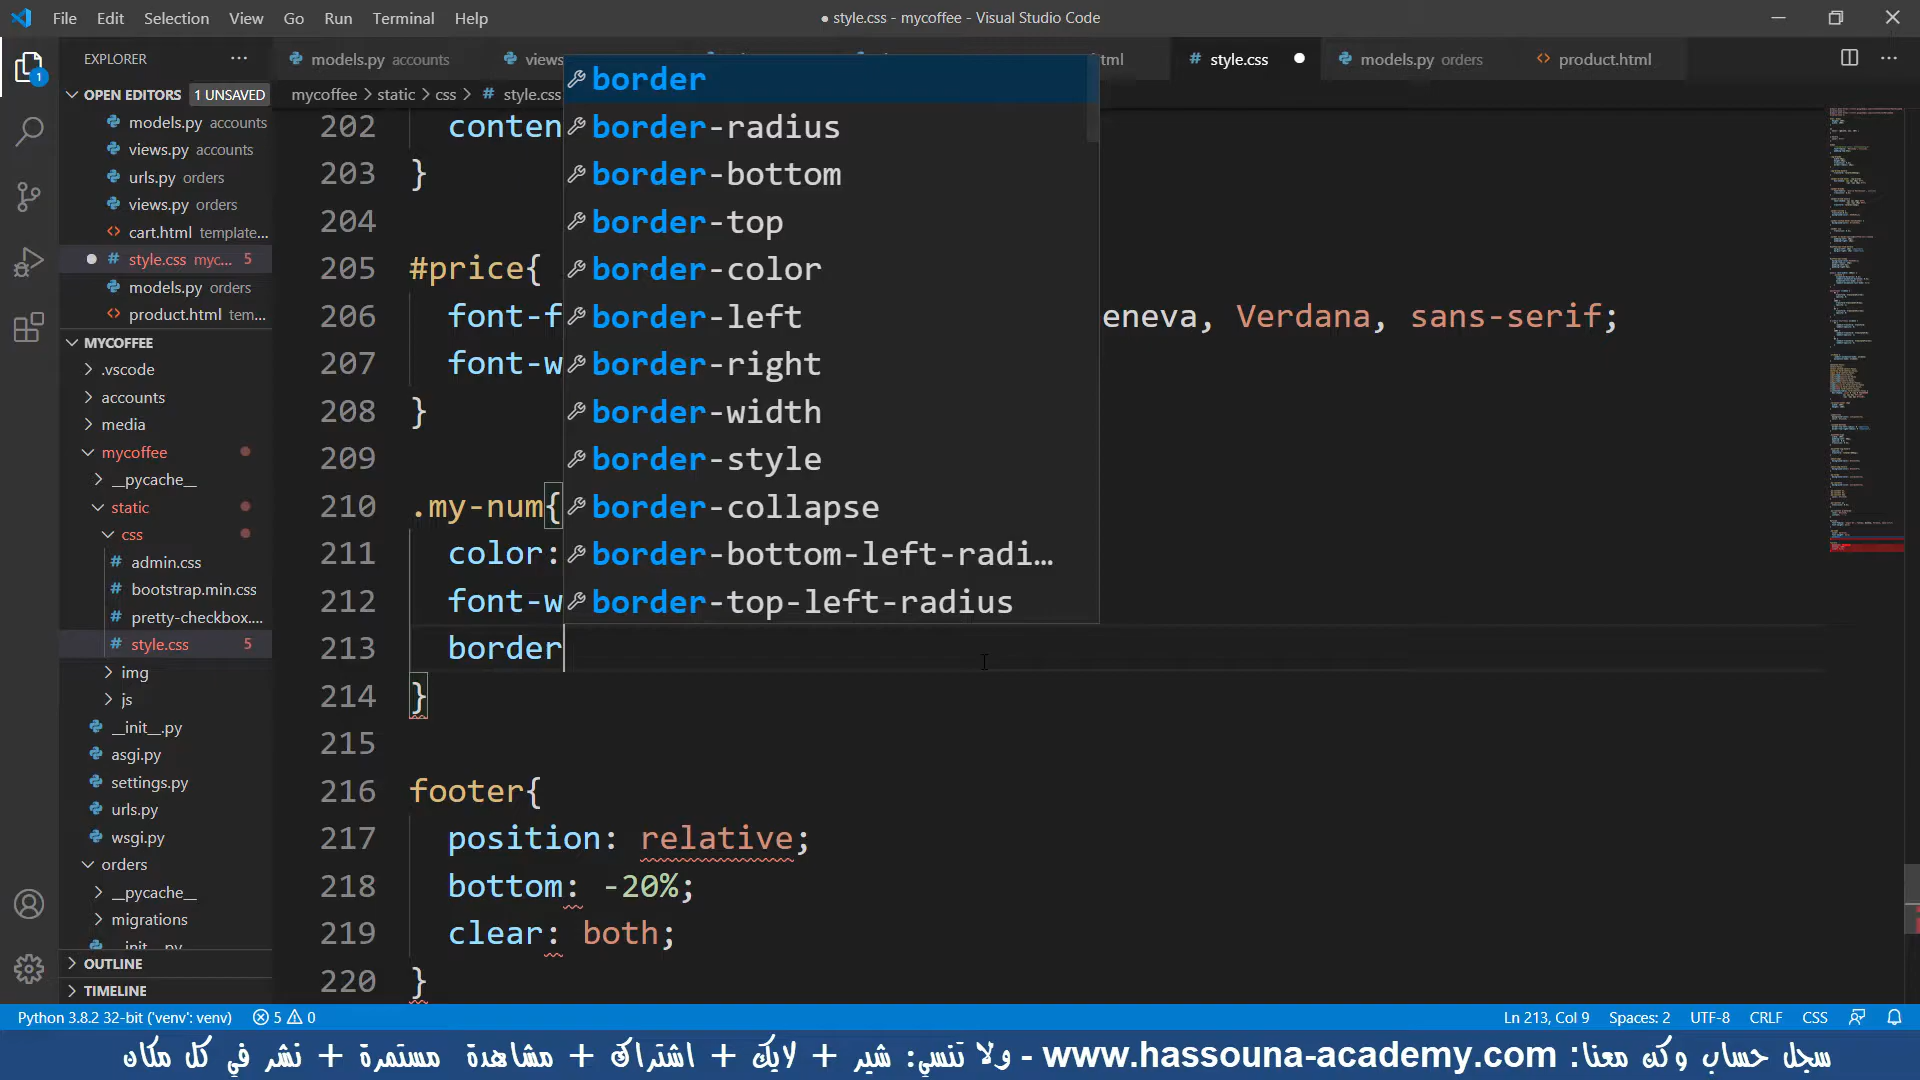 File Edit Selection View Go Run Terminal Help
● style.css - mycoffee - Visual Studio Code
EXPLORER
OPEN EDITORS 1 UNSAVED
models.py accounts
views.py accounts
urls.py orders
views.py orders
cart.html template...
style.css myc... 5
models.py orders
product.html tem...
MYCOFFEE
.vscode
accounts
media
mycoffee
__pycache__
static
css
admin.css
bootstrap.min.css
pretty-checkbox....
style.css 5
img
js
__init__.py
asgi.py
settings.py
urls.py
wsgi.py
orders
__pycache__
migrations
__init__.py
OUTLINE
TIMELINE
models.py accounts views tml style.css models.py orders product.html
mycoffee > static > css > # style.css
202 conten
203 }
204
205 #price{
206 font-f eneva, Verdana, sans-serif;
207 font-w
208 }
209
210 .my-num{
211 color:
212 font-w
213 border
214 }
215
216 footer{
217 position: relative;
218 bottom: -20%;
219 clear: both;
220 }
border
border-radius
border-bottom
border-top
border-color
border-left
border-right
border-width
border-style
border-collapse
border-bottom-left-radi...
border-top-left-radius
Python 3.8.2 32-bit ('venv': venv) 5 0 Ln 213, Col 9 Spaces: 2 UTF-8 CRLF CSS
سجل حساب وكن معنا: www.hassouna-academy.com - ولا تنسى: شير + لايك + اشتراك + مشاهدة مستمرة + نشر في كل مكان